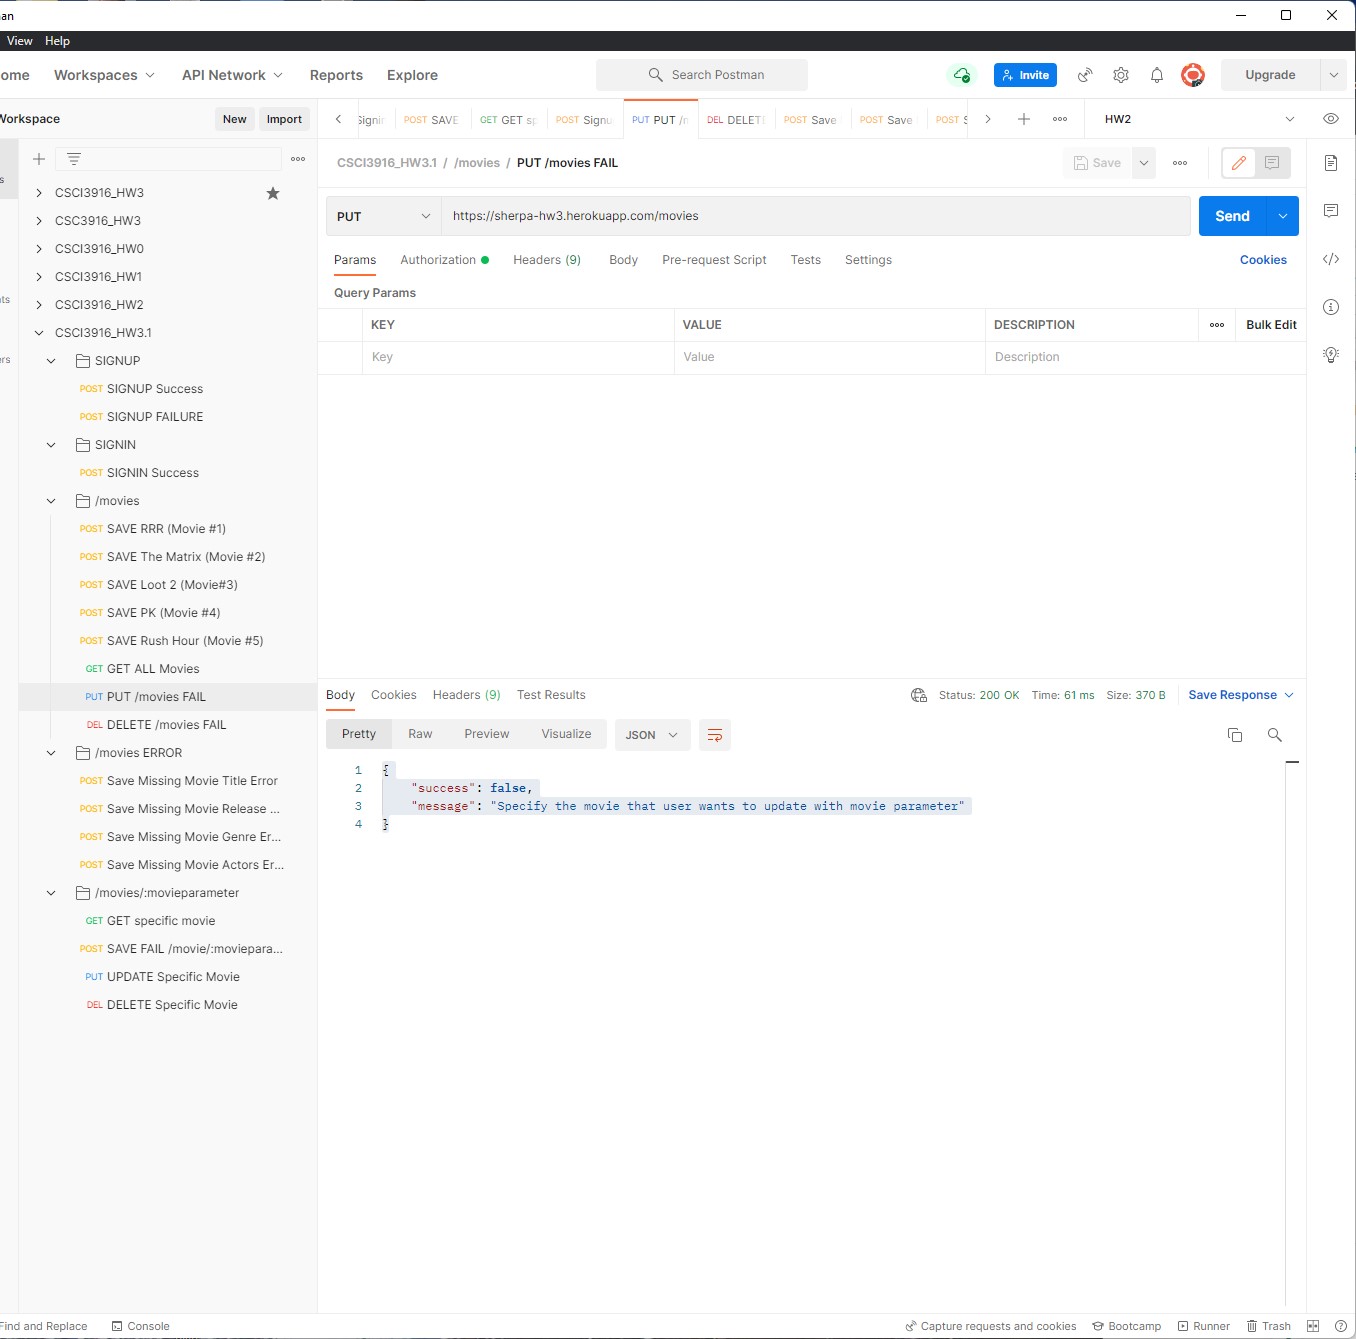 an
View Help
ome Workspaces API Network Reports Explore Search Postman Invite Upgrade
Workspace New Import
Signin POST SAVE GET GET sp POST Signu PUT PUT /n DELETE POST Save POST Save POST S HW2
CSCI3916_HW3.1 / /movies / PUT /movies FAIL Save
PUT https://sherpa-hw3.herokuapp.com/movies Send
Params Authorization Headers (9) Body Pre-request Script Tests Settings Cookies
Query Params
KEY VALUE DESCRIPTION Bulk Edit
Key Value Description
s
ts
ers
CSCI3916_HW3
CSC3916_HW3
CSCI3916_HW0
CSCI3916_HW1
CSCI3916_HW2
CSCI3916_HW3.1
SIGNUP
POST SIGNUP Success
POST SIGNUP FAILURE
SIGNIN
POST SIGNIN Success
/movies
POST SAVE RRR (Movie #1)
POST SAVE The Matrix (Movie #2)
POST SAVE Loot 2 (Movie#3)
POST SAVE PK (Movie #4)
POST SAVE Rush Hour (Movie #5)
GET GET ALL Movies
PUT PUT /movies FAIL
DEL DELETE /movies FAIL
/movies ERROR
POST Save Missing Movie Title Error
POST Save Missing Movie Release ...
POST Save Missing Movie Genre Er...
POST Save Missing Movie Actors Er...
/movies/:movieparameter
GET GET specific movie
POST SAVE FAIL /movie/:moviepara...
PUT UPDATE Specific Movie
DEL DELETE Specific Movie
Body Cookies Headers (9) Test Results Status: 200 OK Time: 61 ms Size: 370 B Save Response
Pretty Raw Preview Visualize JSON
1 {
2 "success": false,
3 "message": "Specify the movie that user wants to update with movie parameter"
4 }
Find and Replace Console Capture requests and cookies Bootcamp Runner Trash